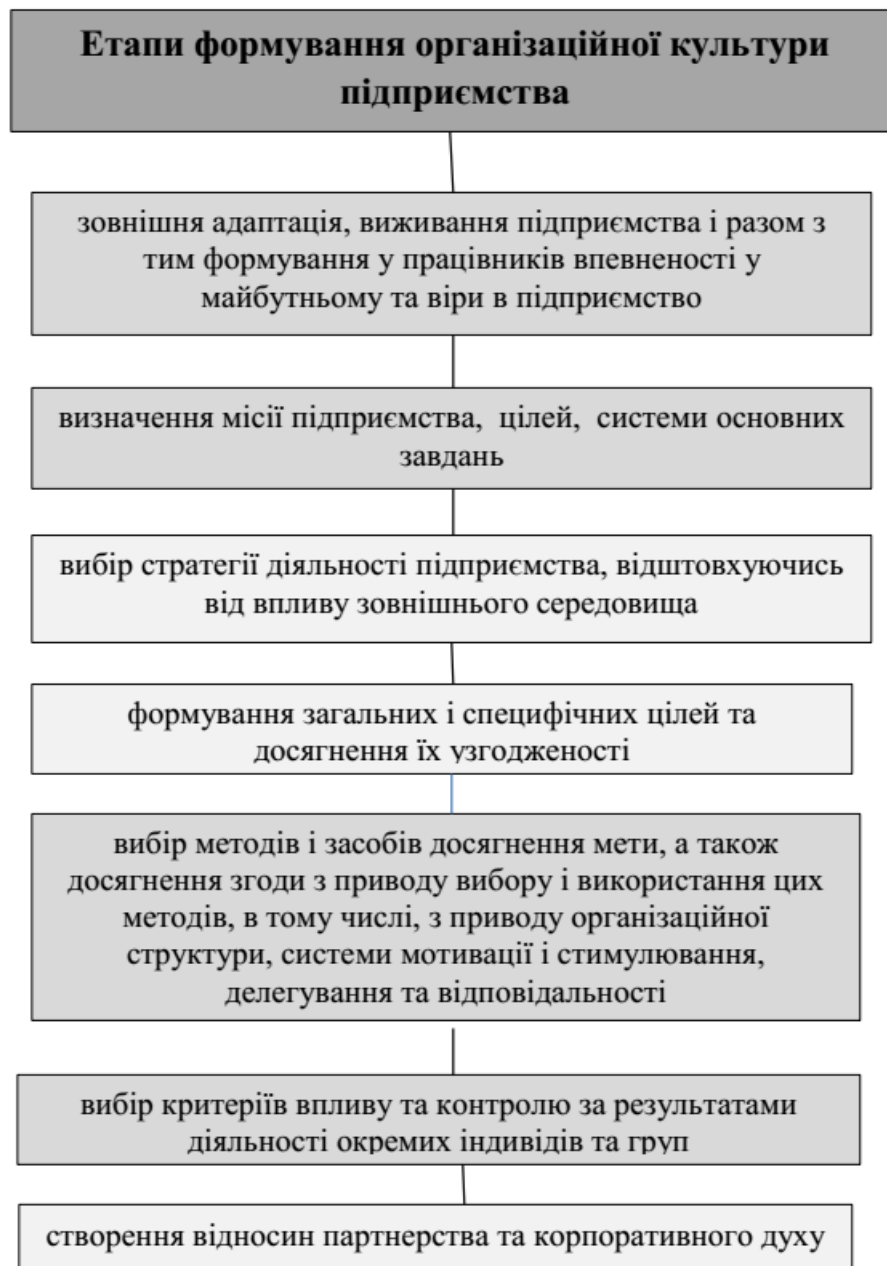 Етапи формування організаційної культури
підприємства
зовнішня адаптація, виживання підприємства і разом з
тим формування у працівників впевненості у
майбутньому та віри в підприємство
визначення місії підприємства, цілей, системи основних
завдань
вибір стратегії діяльності підприємства, відштовхуючись
від впливу зовнішнього середовища
формування загальних і специфічних цілей та
досягнення їх узгодженості
вибір методів і засобів досягнення мети, а також
досягнення згоди з приводу вибору і використання цих
методів, в тому числі, з приводу організаційної
структури, системи мотивації і стимулювання,
делегування та відповідальності
вибір критеріїв впливу та контролю за результатами
діяльності окремих індивідів та груп
створення відносин партнерства та корпоративного духу